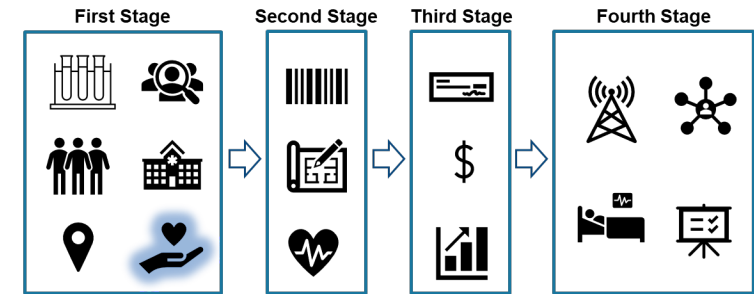 First Stage
Second Stage
Third Stage
Fourth Stage
$